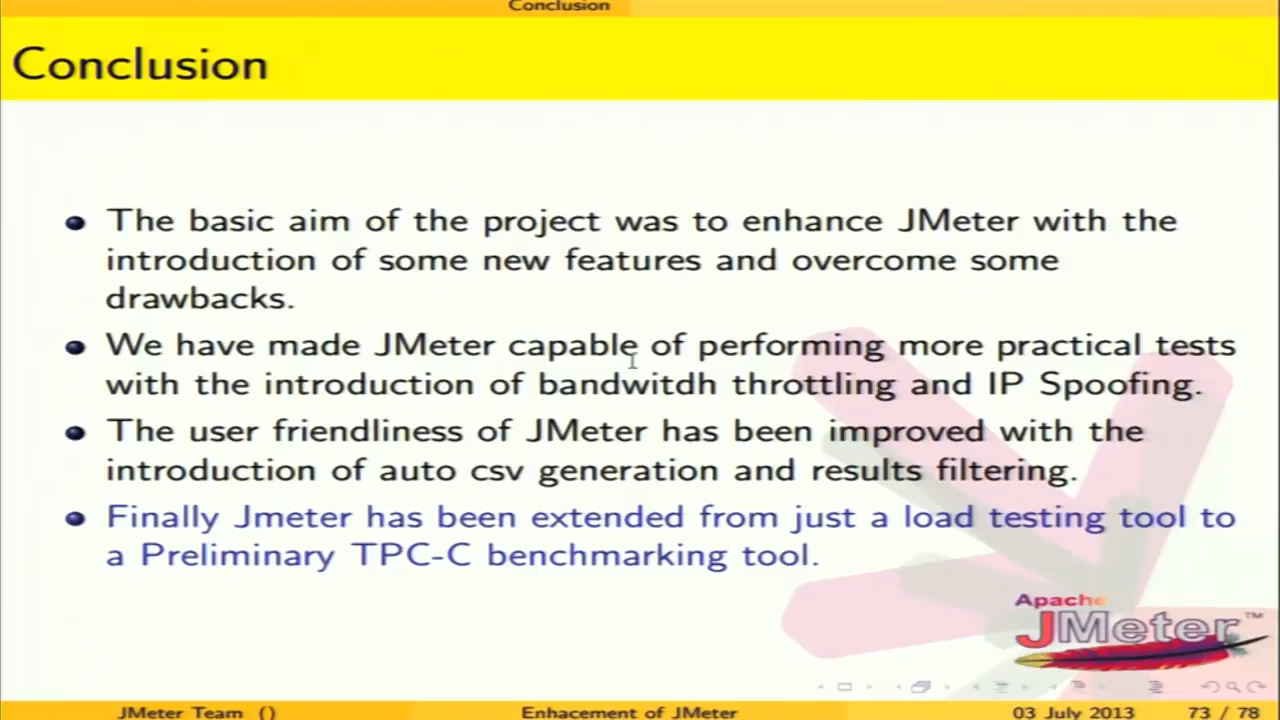 Conclusion
Conclusion
The basic aim of the project was to enhance JMeter with the
introduction of some new features and overcome some
drawbacks.
We have made JMeter capable of performing more practical tests
with the introduction of bandwitdh throttling and IP Spoofing.
The user friendliness of JMeter has been improved with the
introduction of auto csv generation and results filtering.
Finally Jmeter has been extended from just a load testing tool to
a Preliminary TPC-C benchmarking tool.
Apache
JMeter™
JMeter Team () Enhacement of JMeter 03 July 2013 73 / 78